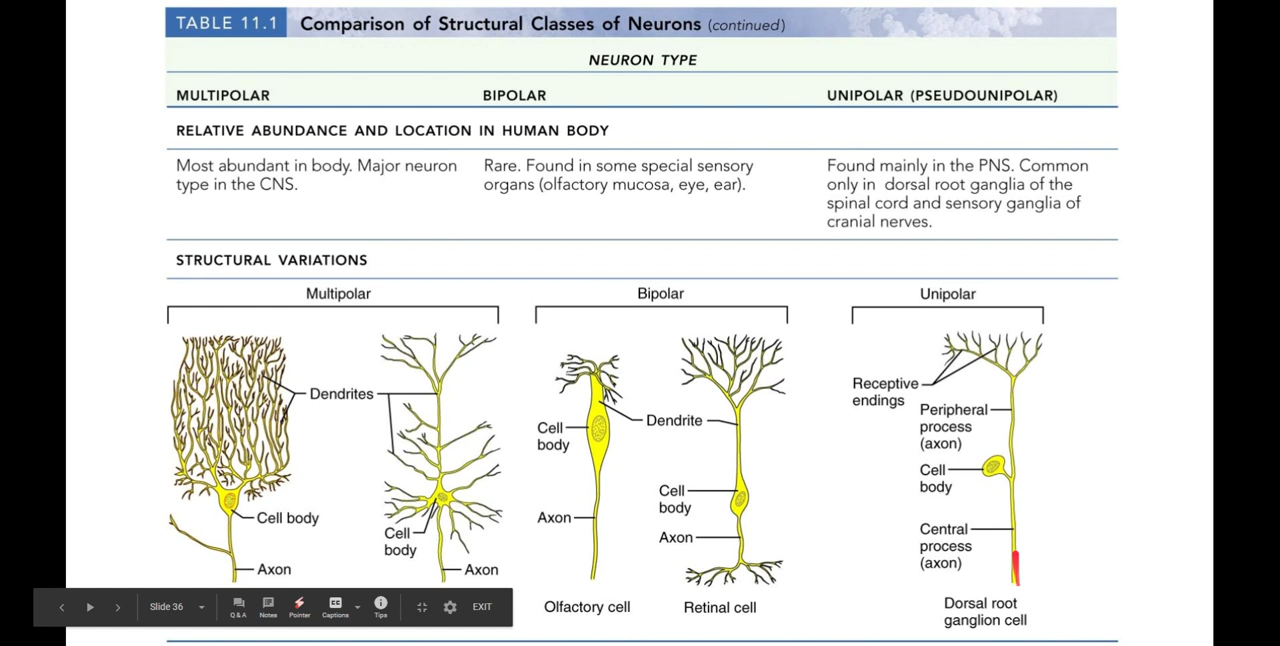 TABLE 11.1 Comparison of Structural Classes of Neurons (continued)
NEURON TYPE
MULTIPOLAR BIPOLAR UNIPOLAR (PSEUDOUNIPOLAR)
RELATIVE ABUNDANCE AND LOCATION IN HUMAN BODY
Most abundant in body. Major neuron
type in the CNS.
Rare. Found in some special sensory
organs (olfactory mucosa, eye, ear).
Found mainly in the PNS. Common
only in dorsal root ganglia of the
spinal cord and sensory ganglia of
cranial nerves.
STRUCTURAL VARIATIONS
Multipolar
Dendrites
Cell body
Axon
Cell
body
Axon
Bipolar
Cell
body
Dendrite
Axon
Cell
body
Axon
Olfactory cell
Retinal cell
Unipolar
Receptive
endings
Peripheral
process
(axon)
Cell
body
Central
process
(axon)
Dorsal root
ganglion cell
Slide 36
Q&A
Notes
Pointer
CC
Captions
Tips
EXIT